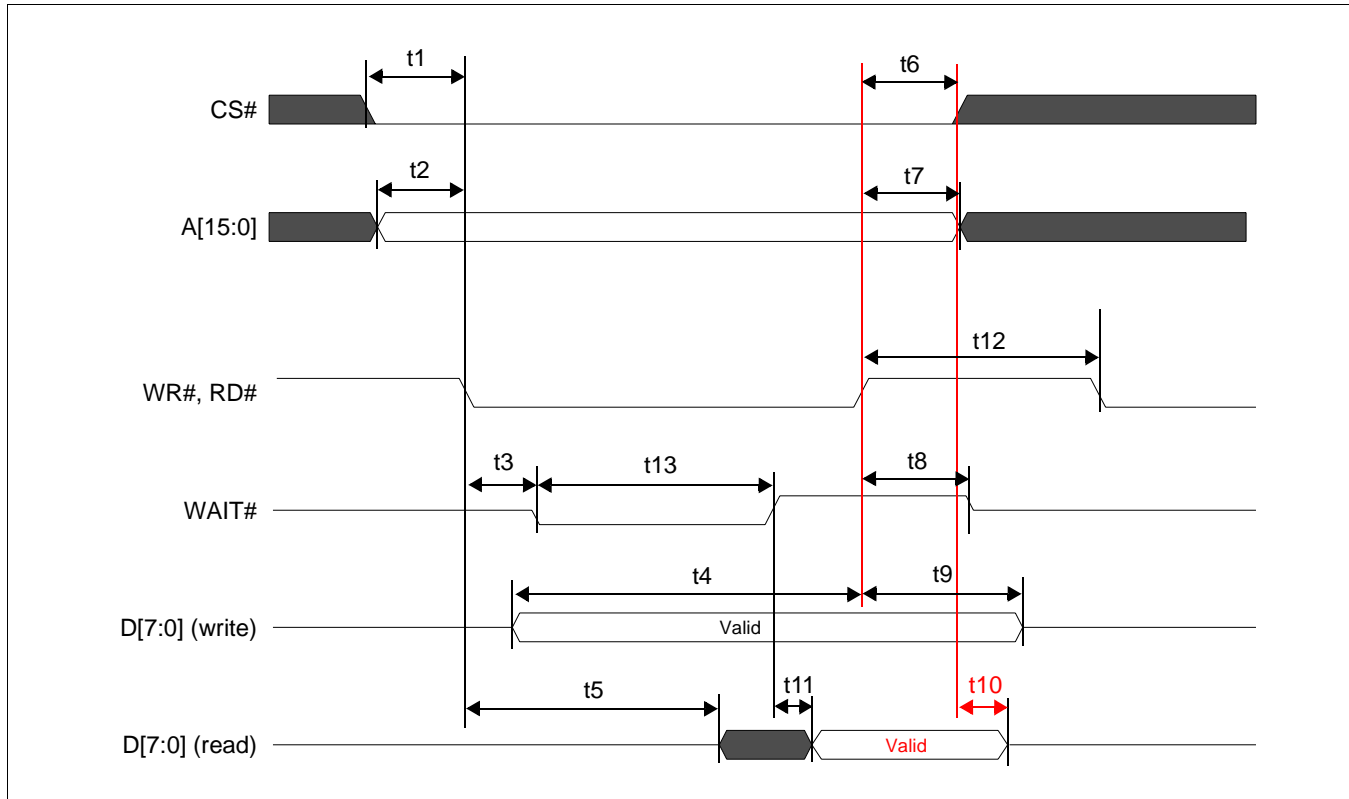 t1 t6
CS#
t2 t7
A[15:0]
t12
WR#, RD#
t3 t13 t8
WAIT#
t4 t9
D[7:0] (write) Valid
t5 t11 t10
D[7:0] (read) Valid